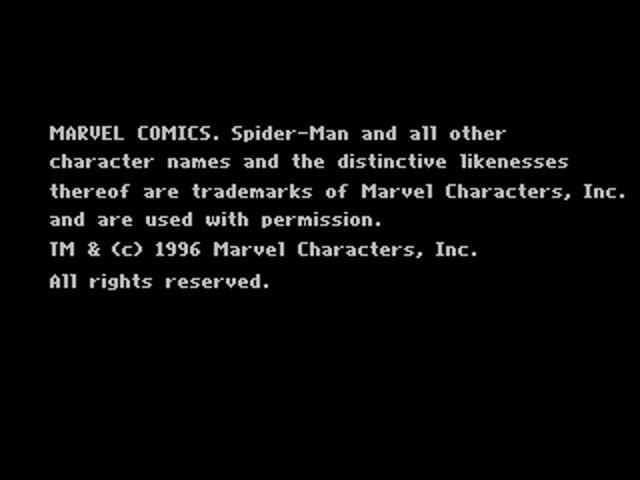 MARVEL COMICS. Spider-Man and all other
character names and the distinctive likenesses
thereof are trademarks of Marvel Characters, Inc.
and are used with permission.
TM & (c) 1996 Marvel Characters, Inc.
All rights reserved.